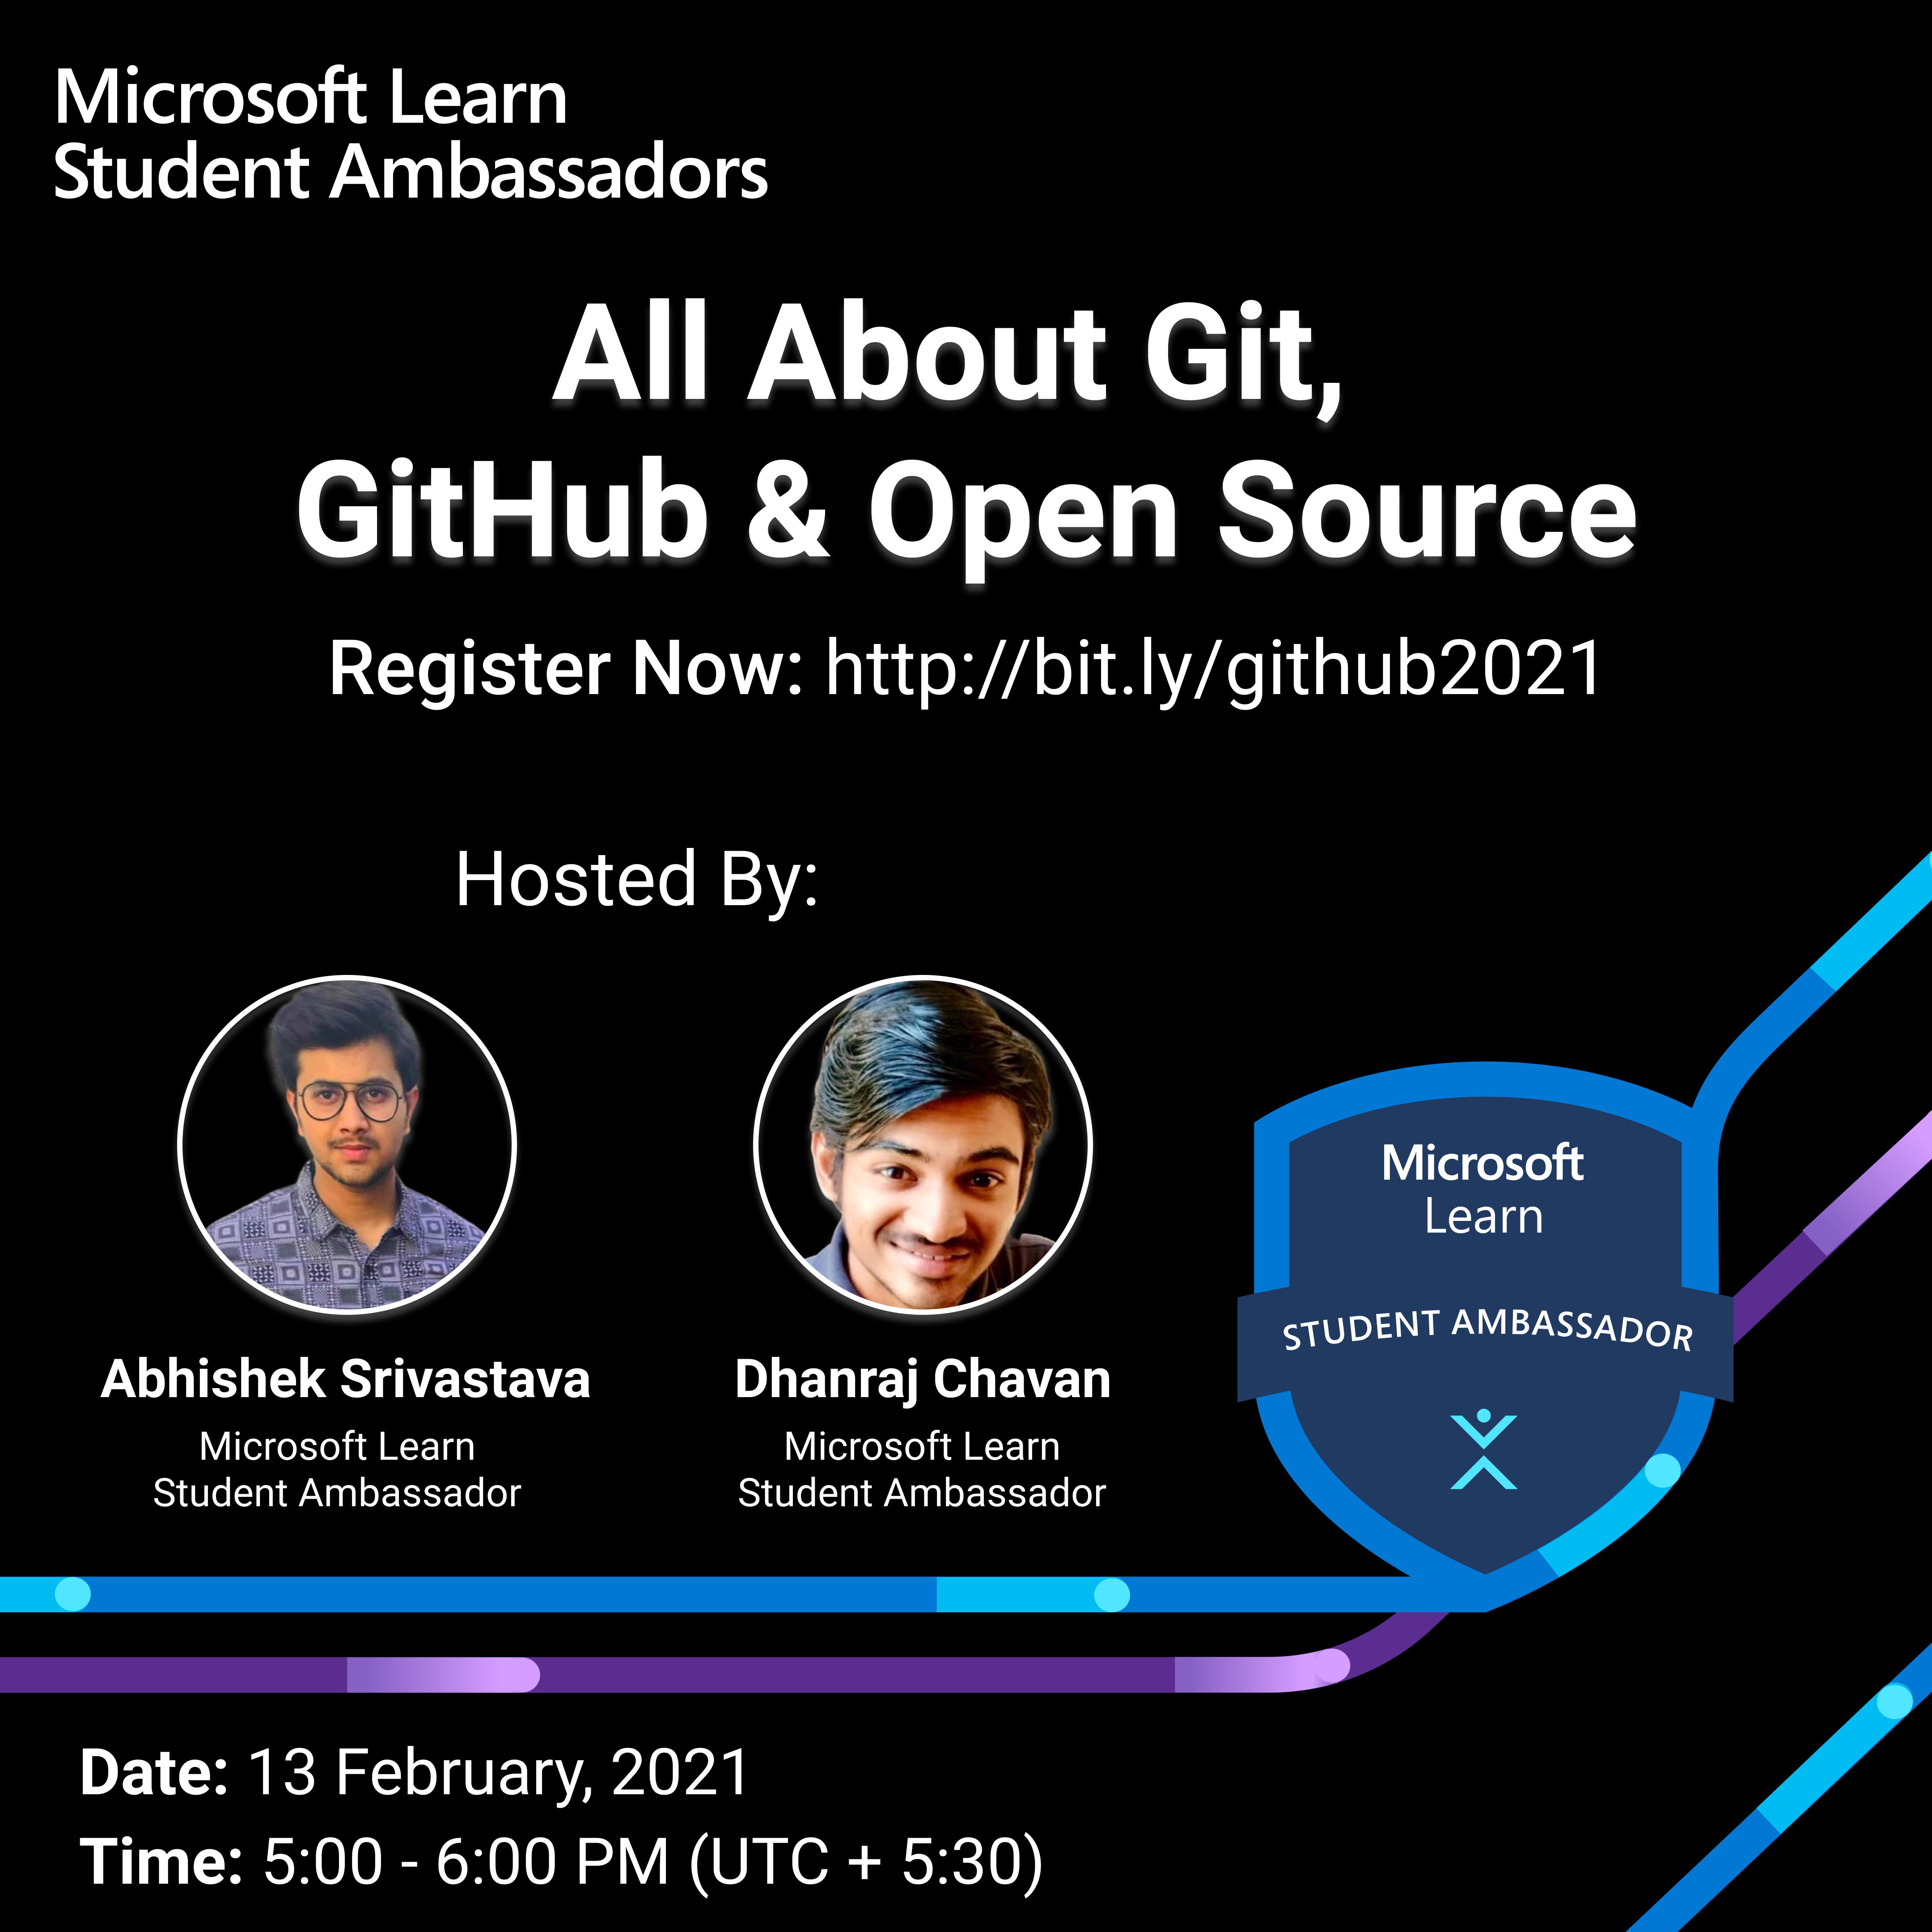 Microsoft Learn
Student Ambassadors
All About Git,
GitHub & Open Source
Register Now: http://bit.ly/github2021
Hosted By:
Abhishek Srivastava
Microsoft Learn
Student Ambassador
Dhanraj Chavan
Microsoft Learn
Student Ambassador
Microsoft
Learn
STUDENT AMBASSADOR
Date: 13 February, 2021
Time: 5:00 - 6:00 PM (UTC + 5:30)